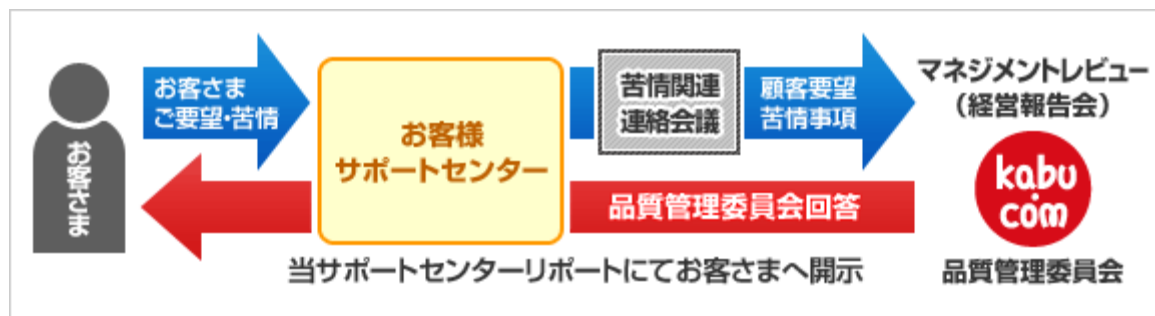 お客さま
お客さま
ご要望・苦情
お客様
サポートセンター
苦情関連
連絡会議
顧客要望
苦情事項
マネジメントレビュー
（経営報告会）
kabu.
com
品質管理委員会
品質管理委員会回答
当サポートセンターリポートにてお客さまへ開示